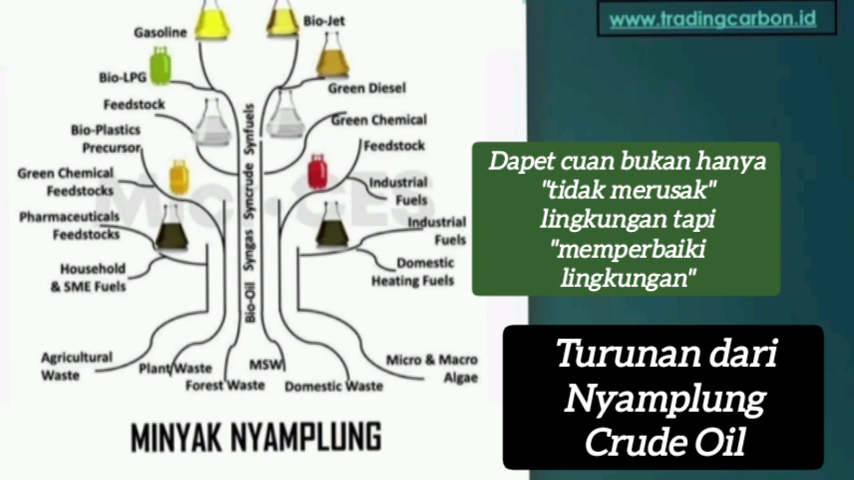 www.tradingcarbon.id
Gasoline
Bio-Jet
Bio-LPG
Green Diesel
Feedstock
Green Chemical
Bio-Plastics
Precursor
Feedstock
Green Chemical
Feedstocks
Industrial
Fuels
Pharmaceuticals
Feedstocks
Industrial
Fuels
Household
& SME Fuels
Domestic
Heating Fuels
Bio-Oil Syngas Syncrude Synfuels
Agricultural
Waste
Plant Waste
Forest Waste
MSW
Domestic Waste
Micro & Macro
Algae
MINYAK NYAMPLUNG
Dapet cuan bukan hanya
"tidak merusak"
lingkungan tapi
"memperbaiki
lingkungan"
Turunan dari
Nyamplung
Crude Oil